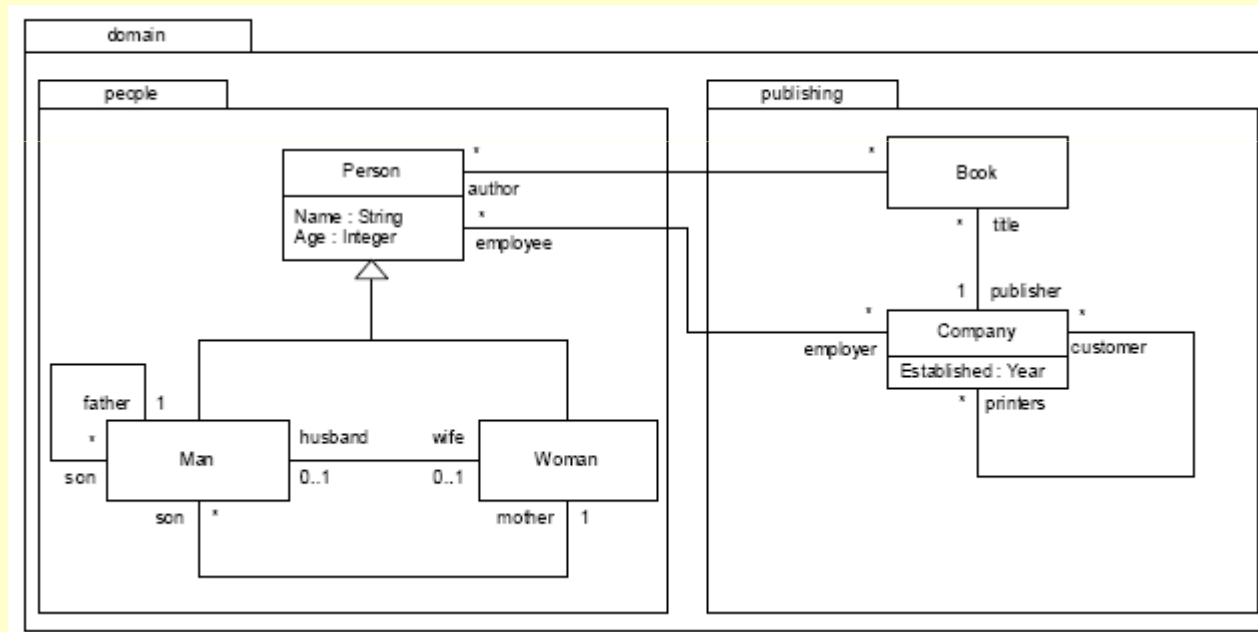 domain
people
publishing
Person
Name : String
Age : Integer
*
author
*
employee
*
Book
*
title
1
publisher
*
employer
Company
Established : Year
*
customer
*
printers
father
1
*
son
Man
husband
0..1
wife
0..1
Woman
son
*
mother
1